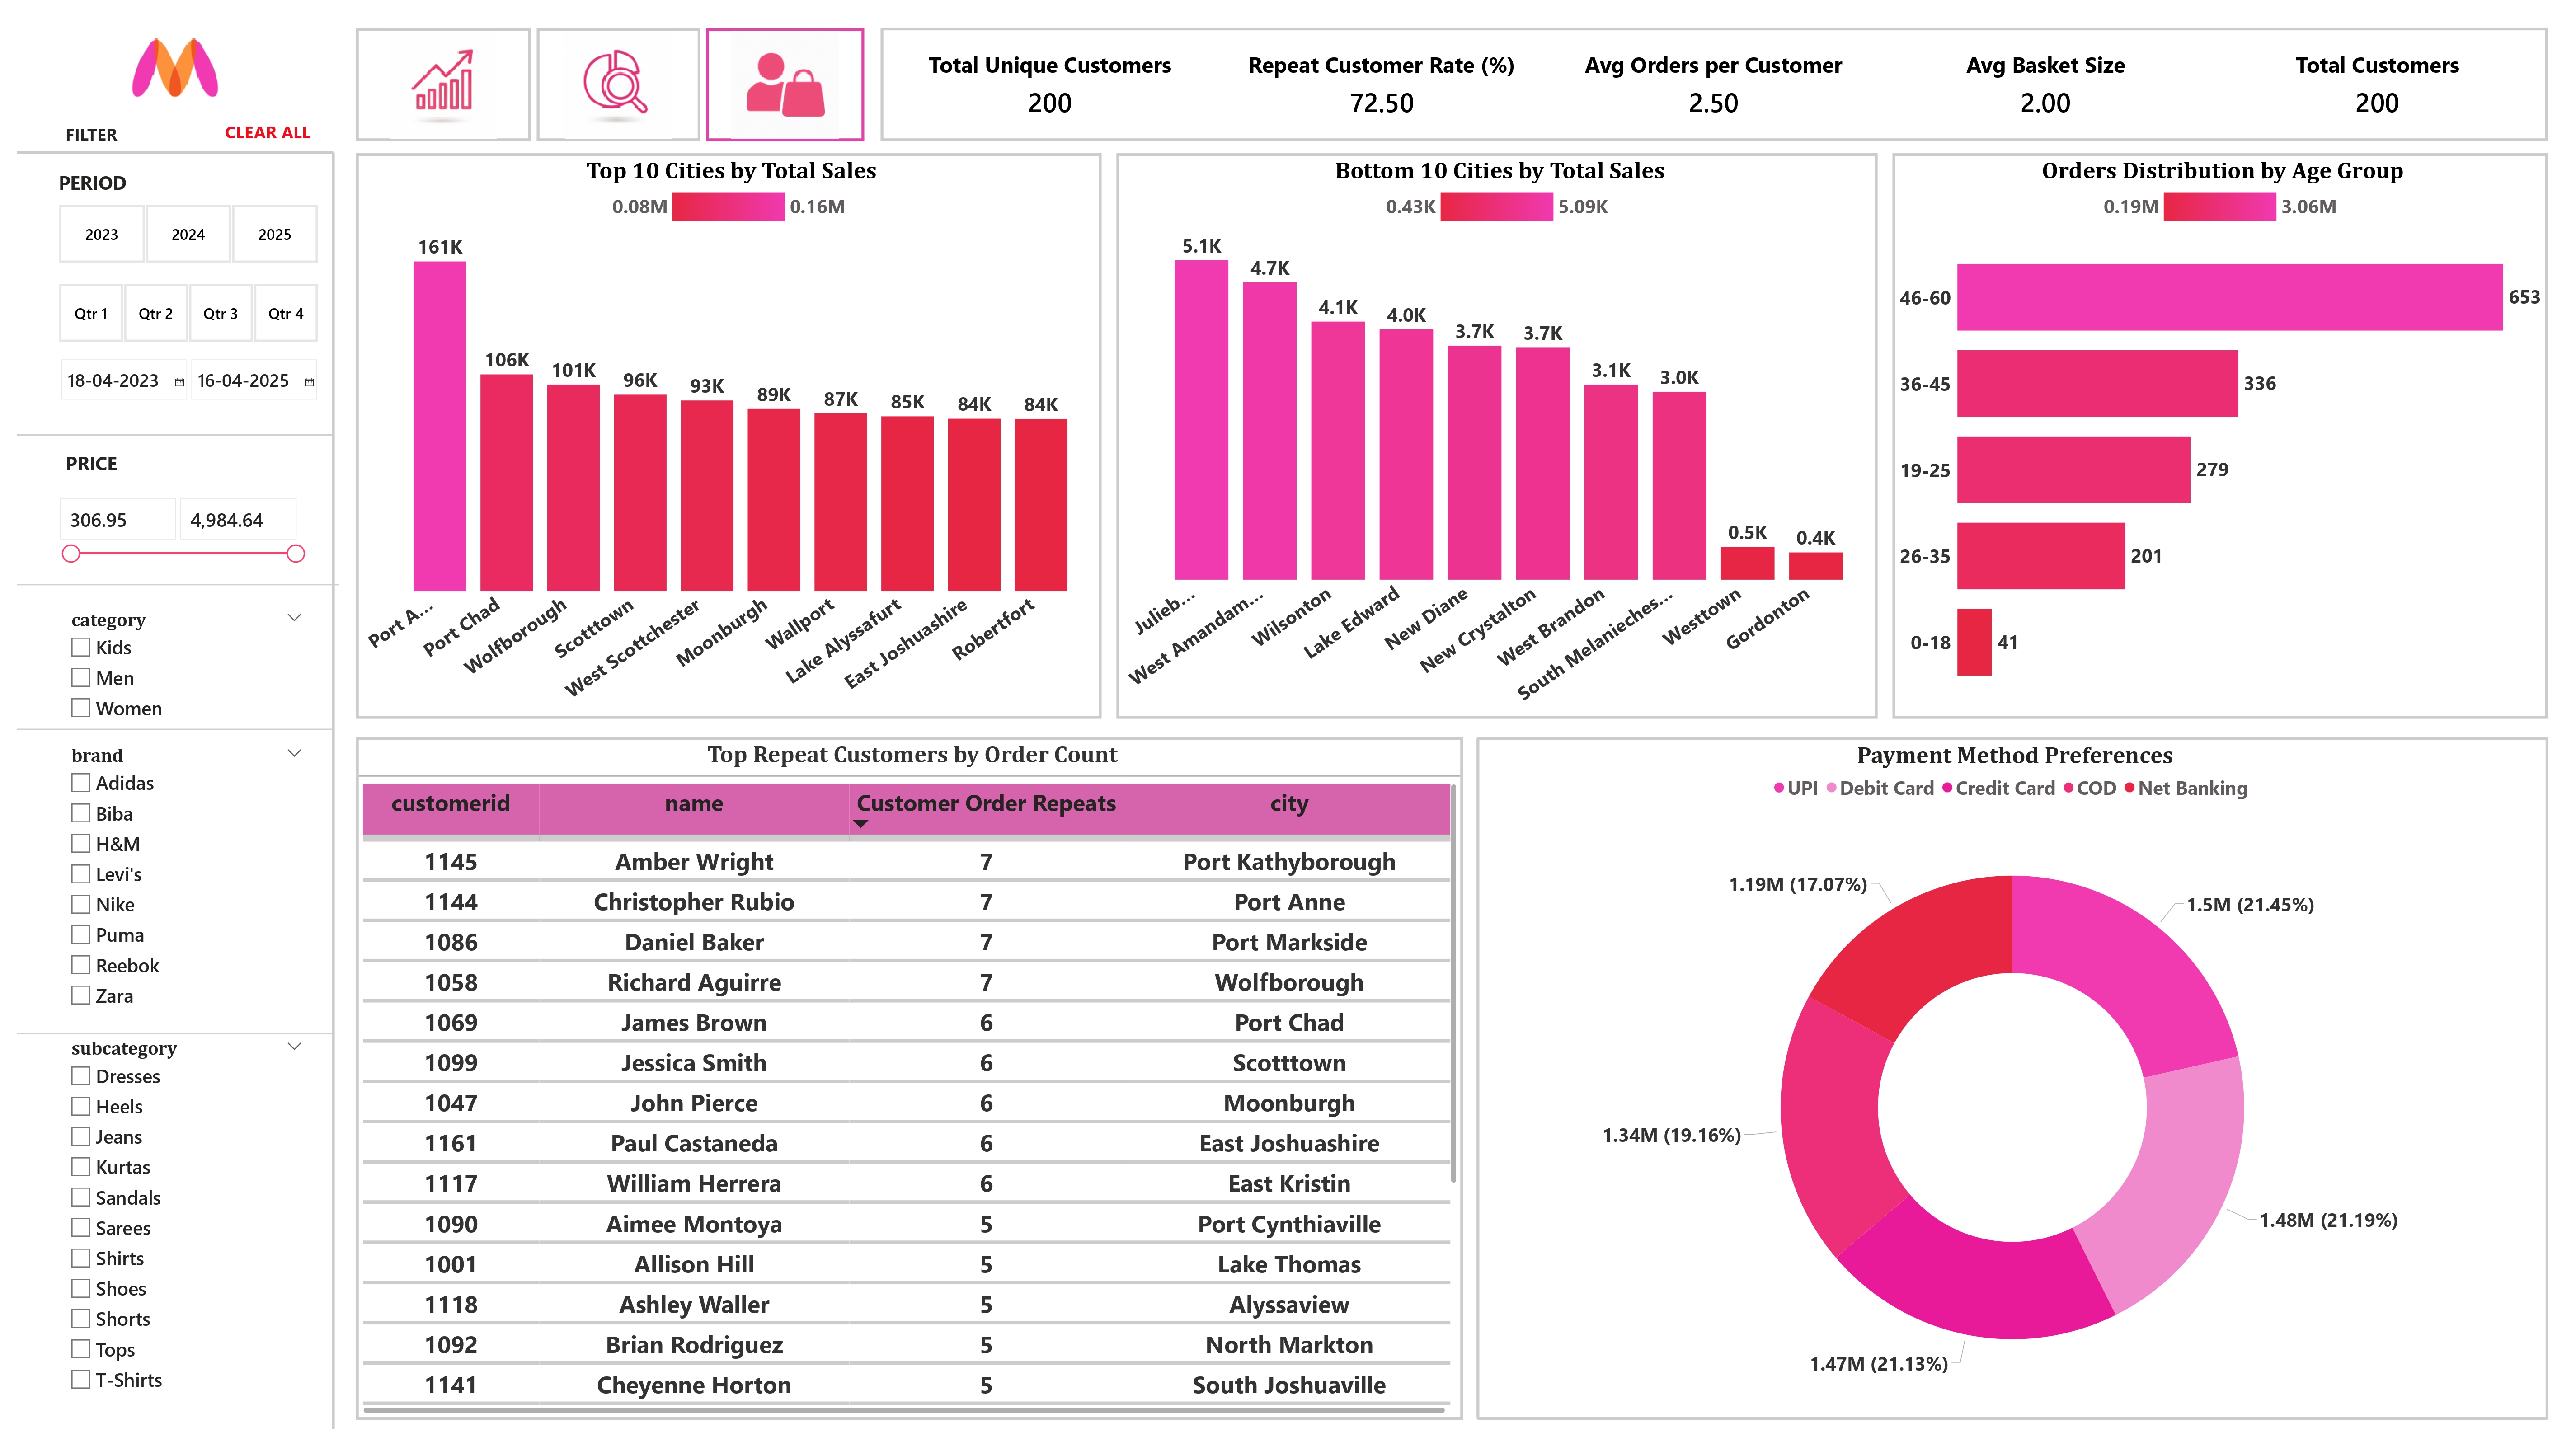 FILTER
CLEAR ALL
PERIOD
2023
2024
2025
Qtr 1
Qtr 2
Qtr 3
Qtr 4
18-04-2023
16-04-2025
PRICE
306.95
4,984.64
category
Kids
Men
Women
brand
Adidas
Biba
H&M
Levi's
Nike
Puma
Reebok
Zara
subcategory
Dresses
Heels
Jeans
Kurtas
Sandals
Sarees
Shirts
Shoes
Shorts
Tops
T-Shirts
Total Unique Customers
200
Repeat Customer Rate (%)
72.50
Avg Orders per Customer
2.50
Avg Basket Size
2.00
Total Customers
200
Top 10 Cities by Total Sales
0.08M
0.16M
161K
106K
101K
96K
93K
89K
87K
85K
84K
84K
Port A...
Port Chad
Wolfborough
Scotttown
West Scottchester
Moonburgh
Wallport
Lake Alyssafurt
East Joshuashire
Robertfort
Bottom 10 Cities by Total Sales
0.43K
5.09K
5.1K
4.7K
4.1K
4.0K
3.7K
3.7K
3.1K
3.0K
0.5K
0.4K
Julieb...
West Amandam...
Wilsonton
Lake Edward
New Diane
New Crystalton
West Brandon
South Melanieches...
Westtown
Gordonton
Orders Distribution by Age Group
0.19M
3.06M
46-60 653
36-45 336
19-25 279
26-35 201
0-18 41
Top Repeat Customers by Order Count
customerid name Customer Order Repeats city
1145 Amber Wright 7 Port Kathyborough
1144 Christopher Rubio 7 Port Anne
1086 Daniel Baker 7 Port Markside
1058 Richard Aguirre 7 Wolfborough
1069 James Brown 6 Port Chad
1099 Jessica Smith 6 Scotttown
1047 John Pierce 6 Moonburgh
1161 Paul Castaneda 6 East Joshuashire
1117 William Herrera 6 East Kristin
1090 Aimee Montoya 5 Port Cynthiaville
1001 Allison Hill 5 Lake Thomas
1118 Ashley Waller 5 Alyssaview
1092 Brian Rodriguez 5 North Markton
1141 Cheyenne Horton 5 South Joshuaville
Payment Method Preferences
UPI Debit Card Credit Card COD Net Banking
1.19M (17.07%)
1.5M (21.45%)
1.34M (19.16%)
1.48M (21.19%)
1.47M (21.13%)